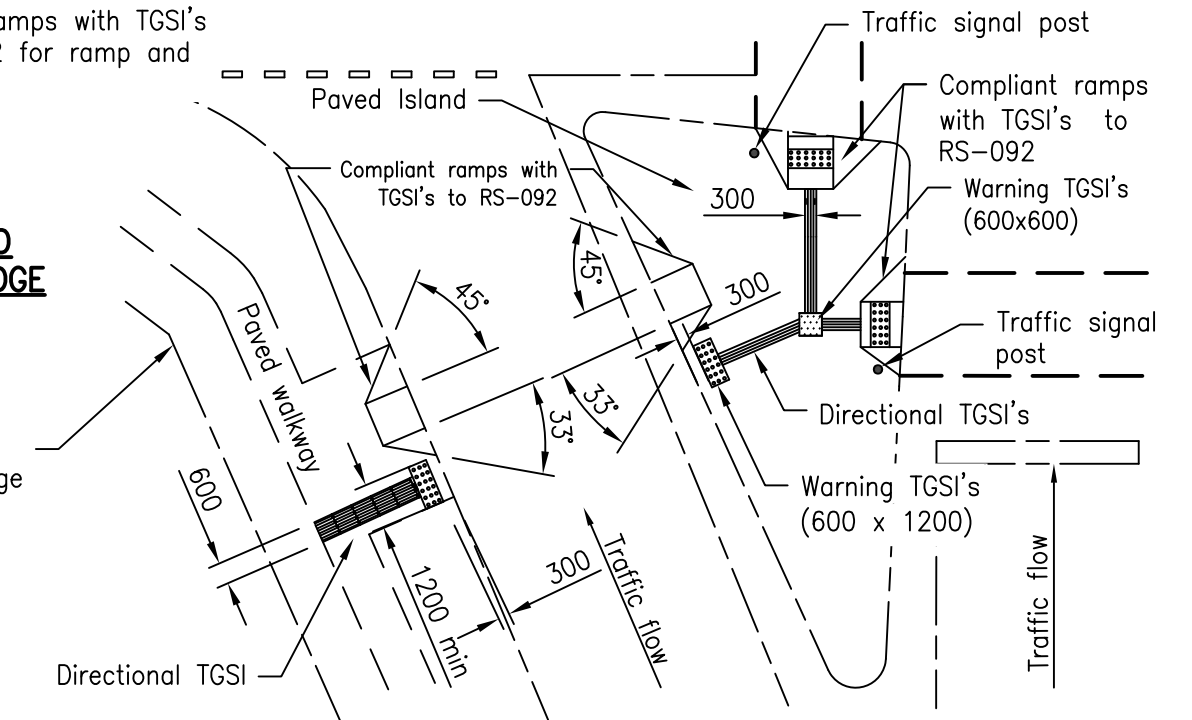 amps with TGSI's
2 for ramp and
Traffic signal post
Paved Island
Compliant ramps
with TGSI's to
RS-092
Compliant ramps with
TGSI's to RS-092
300
Warning TGSI's
(600x600)
45°
45°
300
Paved walkway
Traffic signal
post
33°
33°
Directional TGSI's
600
ge
Warning TGSI's
(600 x 1200)
300
1200 min
Traffic flow
Traffic flow
Directional TGSI
DGE